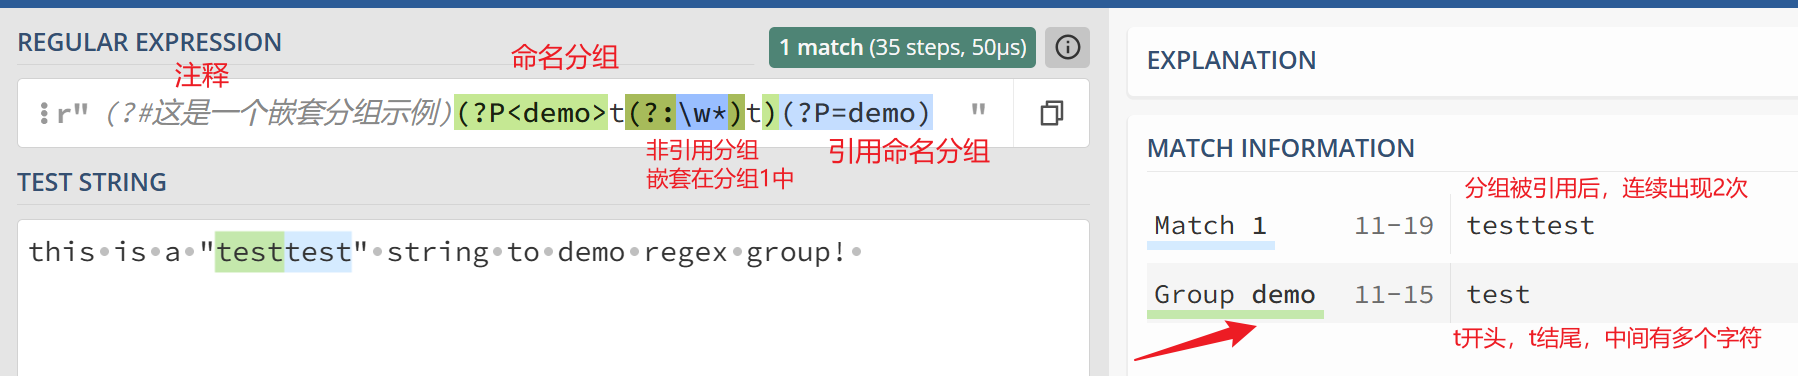 REGULAR EXPRESSION
注释
命名分组
1 match (35 steps, 50μs)
r" (?#这是一个嵌套分组示例)(?P<demo>t(?:\w*)t)(?P=demo) "
非引用分组
嵌套在分组1中
引用命名分组
TEST STRING
this is a "testtest" string to demo regex group!
EXPLANATION
MATCH INFORMATION
分组被引用后，连续出现2次
Match 1 11-19 testtest
Group demo 11-15 test
t开头，t结尾，中间有多个字符